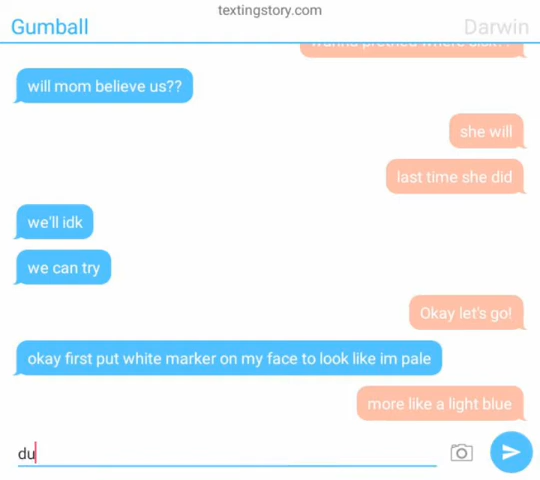 textingstory.com
Gumball
Darwin
wanna
where
will mom believe us??
she will
last time she did
we'll idk
we can try
Okay let's go!
okay first put white marker on my face to look like im pale
more like a light blue
du